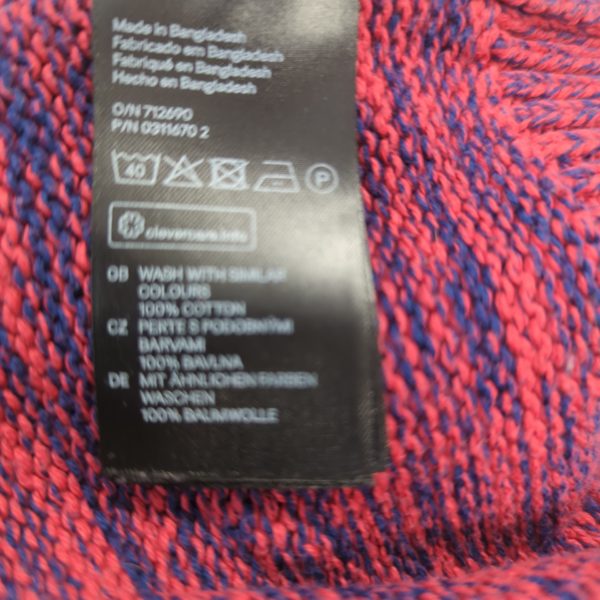 Made in Bangladesh
Fabricado em Bangladesh
Fabriqué en Bangladesh
Hecho en Bangladesh
O/N 712690
P/N 0311670 2
40 P
clevercare.info
GB WASH WITH SIMILAR
COLOURS
100% COTTON
CZ PERTE S PODOBNÝMI
BARVAMI
100% BAVLNA
DE MIT ÄHNLICHEN FARBEN
WASCHEN
100% BAUMWOLLE